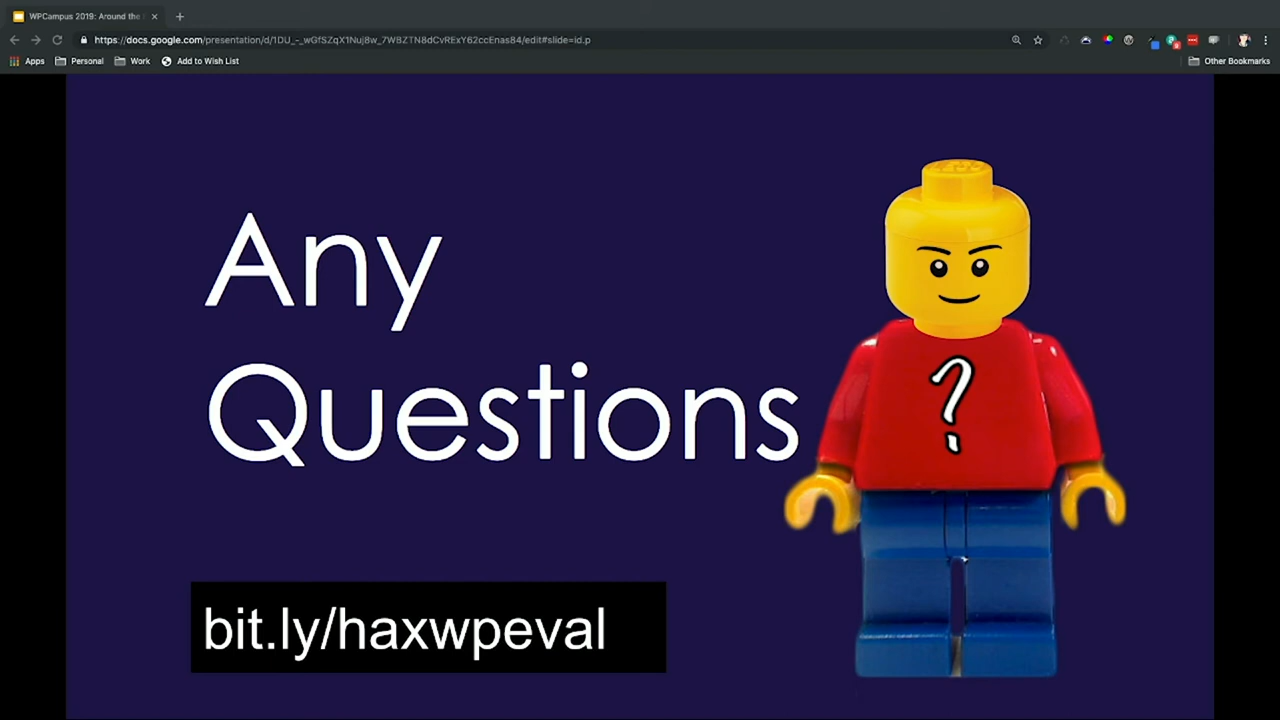 WPCampus 2019: Around the
https://docs.google.com/presentation/d/1DU_-_wGfSZqX1Nuj8w_7WBZTN8dCvRExY62ccEnas84/edit#slide=id.p
Apps Personal Work Add to Wish List Other Bookmarks
Any
Questions
?
bit.ly/haxwpeval